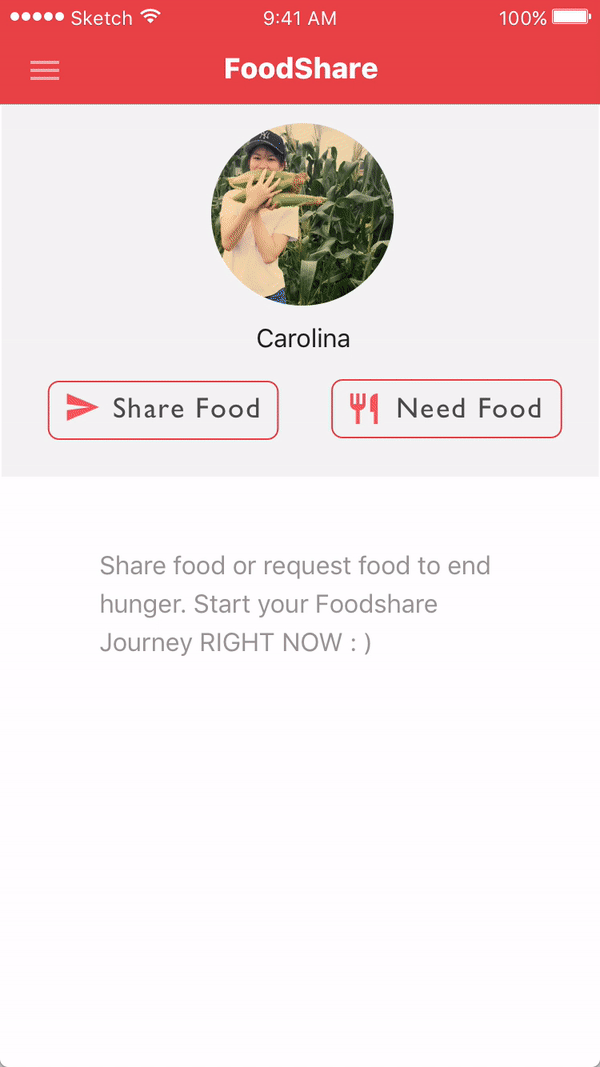 Sketch 9:41 AM 100%
FoodShare
Carolina
Share Food Need Food
Share food or request food to end
hunger. Start your Foodshare
Journey RIGHT NOW : )